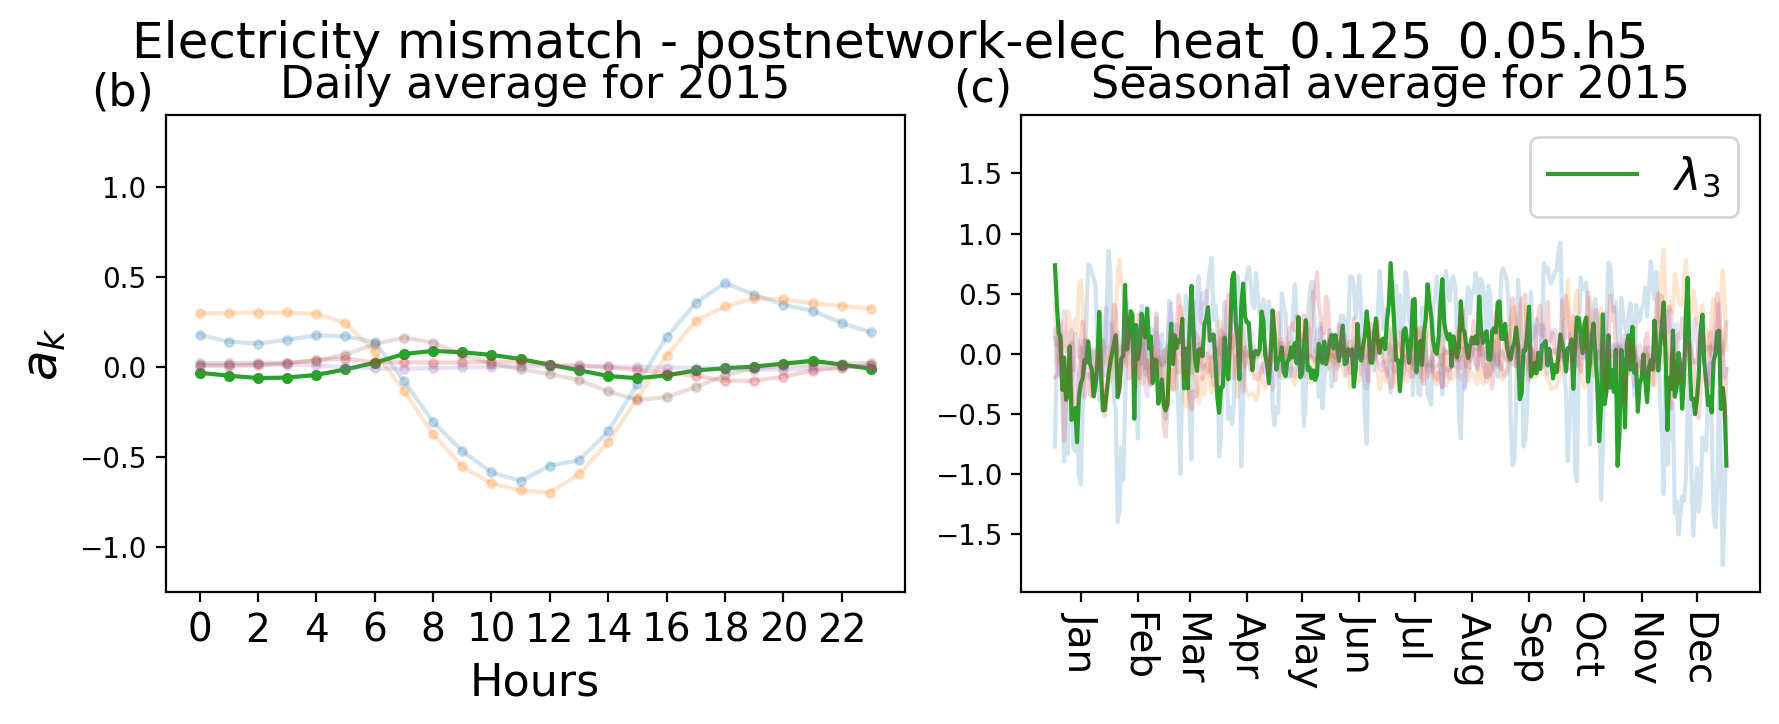 Electricity mismatch - postnetwork-elec_heat_0.125_0.05.h5
(b)
Daily average for 2015
(c)
Seasonal average for 2015
1.0
0.5
0.0
−0.5
−1.0
a_k
0 2 4 6 8 10 12 14 16 18 20 22
Hours
1.5
1.0
0.5
0.0
−0.5
−1.0
−1.5
λ_3
Jan Feb Mar Apr May Jun Jul Aug Sep Oct Nov Dec